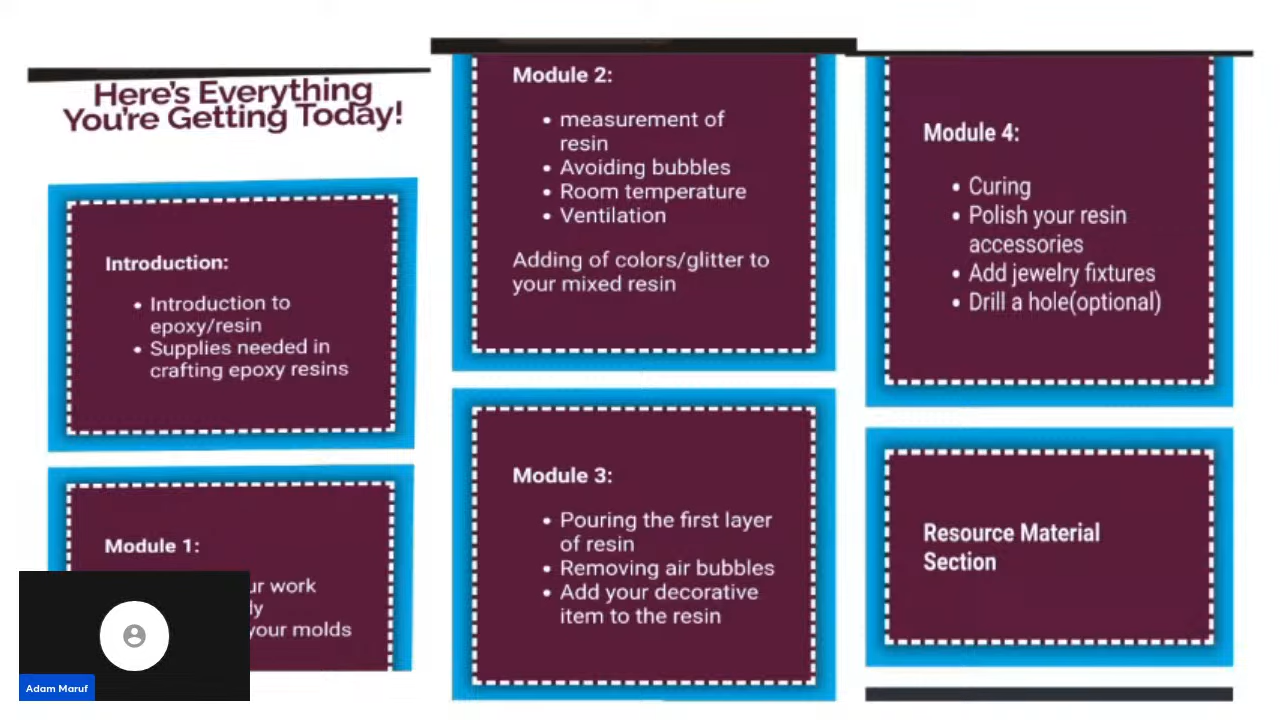 Here's Everything
You're Getting Today!
Introduction:
• Introduction to
epoxy/resin
• Supplies needed in
crafting epoxy resins
Module 1:
work
your molds
Adam Maruf
Module 2:
• measurement of
resin
• Avoiding bubbles
• Room temperature
• Ventilation
Adding of colors/glitter to
your mixed resin
Module 3:
• Pouring the first layer
of resin
• Removing air bubbles
• Add your decorative
item to the resin
Module 4:
• Curing
• Polish your resin
accessories
• Add jewelry fixtures
• Drill a hole(optional)
Resource Material
Section